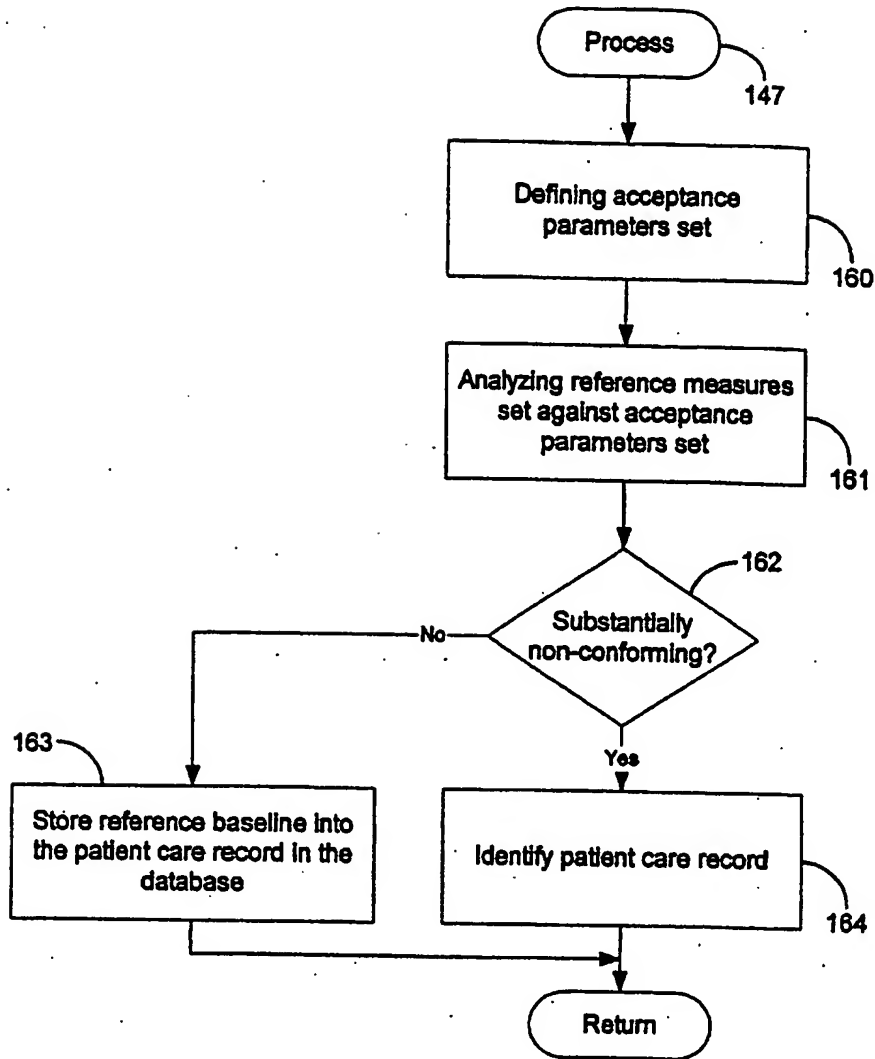 Process
147
Defining acceptance
parameters set
160
Analyzing reference measures
set against acceptance
parameters set
161
162
Substantially
non-conforming?
No
Yes
163
Store reference baseline into
the patient care record in the
database
Identify patient care record
164
Return